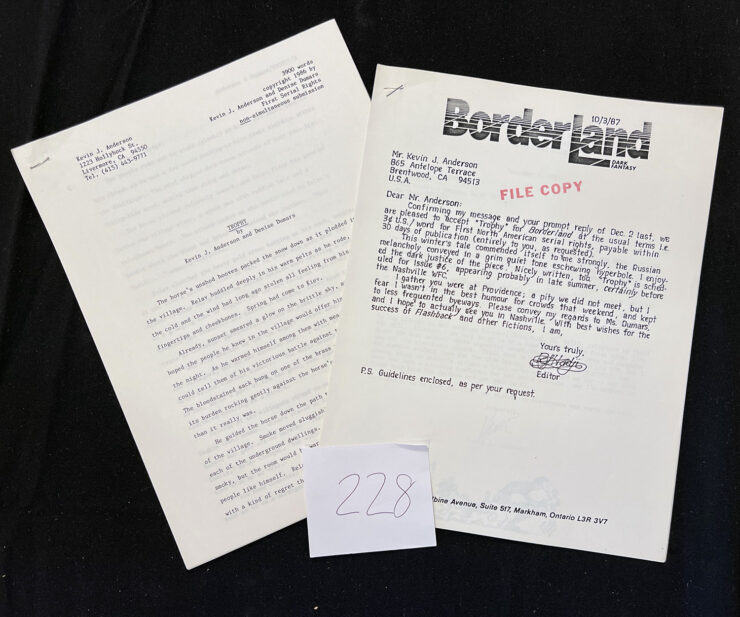 3900 words
copyright 1986 by
Kevin J. Anderson and Denise Dumars
First Serial Rights
non-simultaneous submission
Kevin J. Anderson
1223 Hollyhock St.
Livermore, CA 94550
Tel. (415) 443-9771
TROPHY
by
Kevin J. Anderson and Denise Dumars
The horse's unshod hooves packed the snow down as it plodded i
the village. Relav huddled deeply in his warm pelts as he rode,
the cold and the wind had long ago stolen all feeling from his
fingertips and cheekbones. Spring had come to Kiev.
Already, sunset smeared a glow on the brittle sky, a
hoped the people he knew in the village would offer him
the night. As he warmed himself among them with mea
could tell them of his victorious battle against
The bloodstained sack hung on one of the brass
its burden rocking gently against the horse's
than it really was.
He guided the horse down the path
of the village. Smoke moved sluggish
each of the underground dwellings.
smoky, but the room would be war
people like himself. Rela
with a kind of regret th
BorderLand
DARK
FANTASY
10/3/87
Mr. Kevin J. Anderson
865 Antelope Terrace
Brentwood, CA 94513
U.S.A.
FILE COPY
Dear Mr. Anderson:
Confirming my message and your prompt reply of Dec. 2 last, we
are pleased to accept "Trophy" for Borderland at the usual terms i.e.
3¢ U.S./word for First North American serial rights, payable within
30 days of publication (entirely to you, as requested).
This winter's tale commended itself to me strongly, the Russian
melancholy conveyed in a grim quiet tone eschewing hyperbole. I enjoy-
ed the dark justice of the piece. Nicely written, too. "Trophy" is sched-
uled for Issue #6, appearing probably in late summer, certainly before
the Nashville WFC.
I gather you were at Providence; a pity we did not meet, but I
fear I wasn't in the best humour for crowds that weekend, and kept
to less frequented byeways. Please convey my regards to Ms. Dumars,
and I hope to actually see you in Nashville. With best wishes for the
success of Flashback and other fictions, I am,
Yours truly,
Editor
P.S. Guidelines enclosed, as per your request.
lbine Avenue, Suite 517, Markham, Ontario L3R 3V7
228